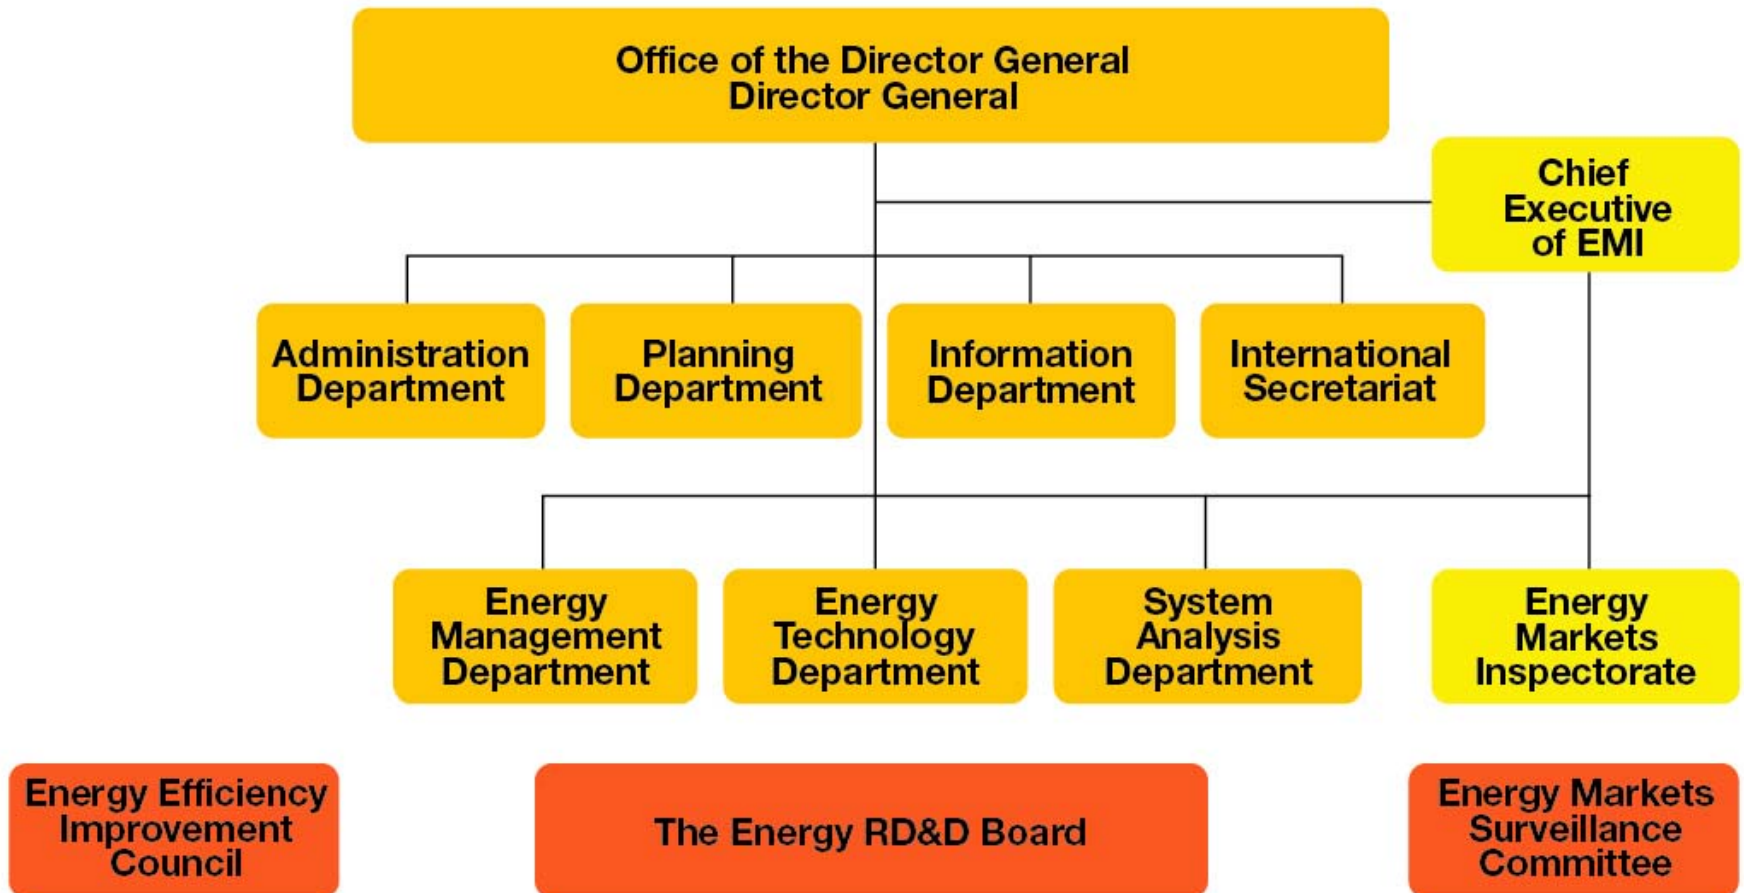 Office of the Director General
Director General
Chief
Executive
of EMI
Administration
Department
Planning
Department
Information
Department
International
Secretariat
Energy
Management
Department
Energy
Technology
Department
System
Analysis
Department
Energy
Markets
Inspectorate
Energy Efficiency
Improvement
Council
The Energy RD&D Board
Energy Markets
Surveillance
Committee